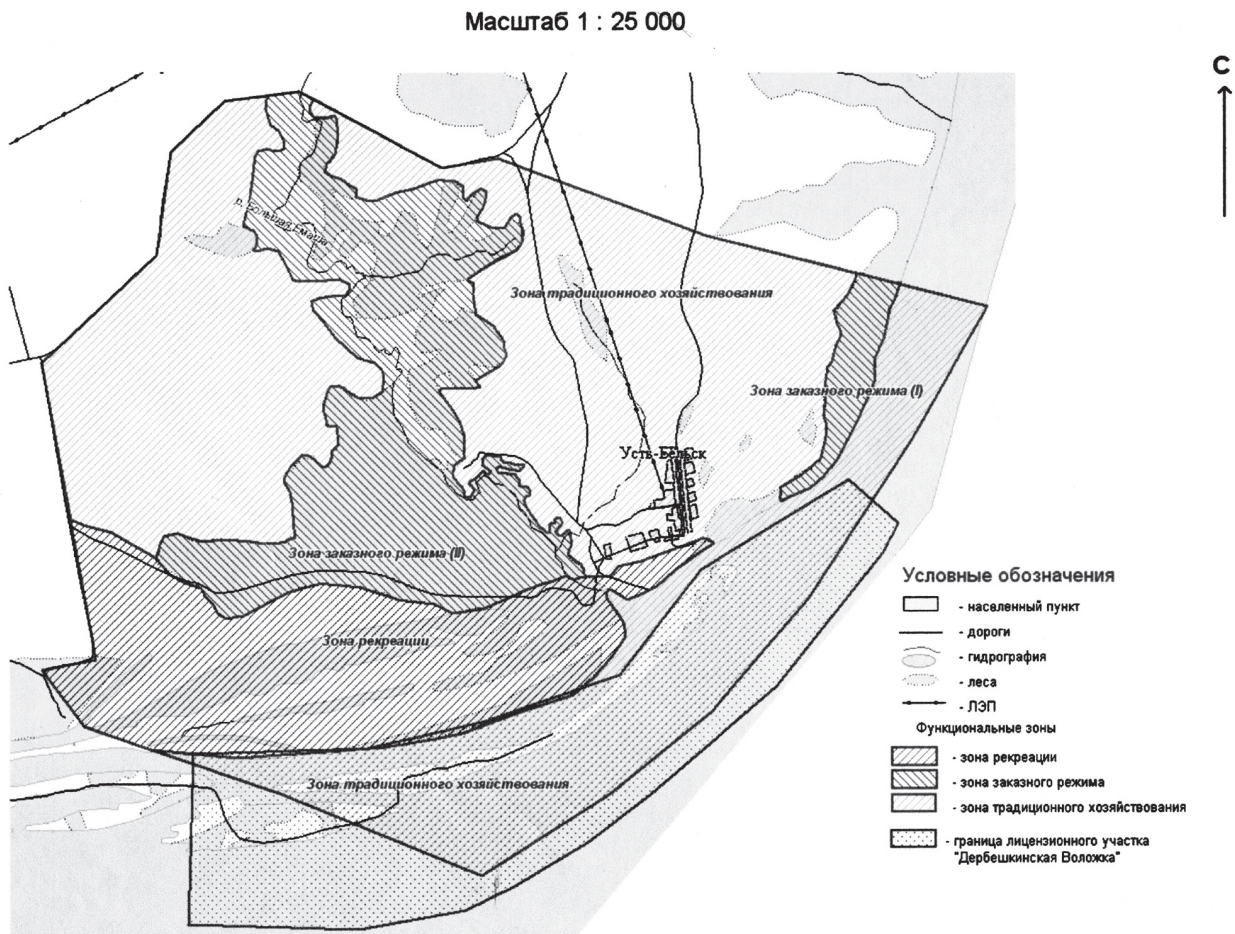 Масштаб 1 : 25 000
С
р. Большая Емаша
Зона традиционного хозяйствования
Зона заказного режима (I)
Усть-Бельск
Зона заказного режима (II)
Зона рекреации
Зона традиционного хозяйствования
Условные обозначения
- населенный пункт
- дороги
- гидрография
- леса
- ЛЭП
Функциональные зоны
- зона рекреации
- зона заказного режима
- зона традиционного хозяйствования
- граница лицензионного участка
"Дербешкинская Воложка"